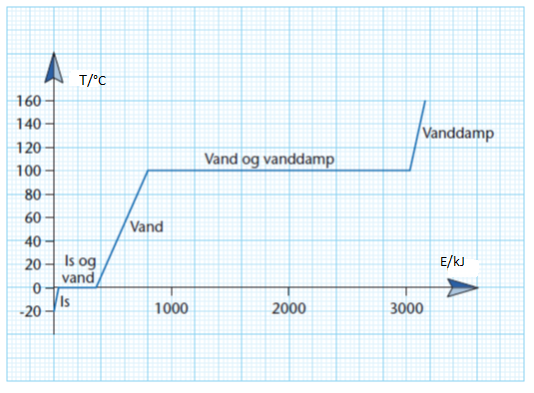 T/°C
160
140
120
100
80
60
40
20
0
-20
Vand og vanddamp
Vanddamp
Vand
Is og
vand
Is
E/kJ
1000
2000
3000